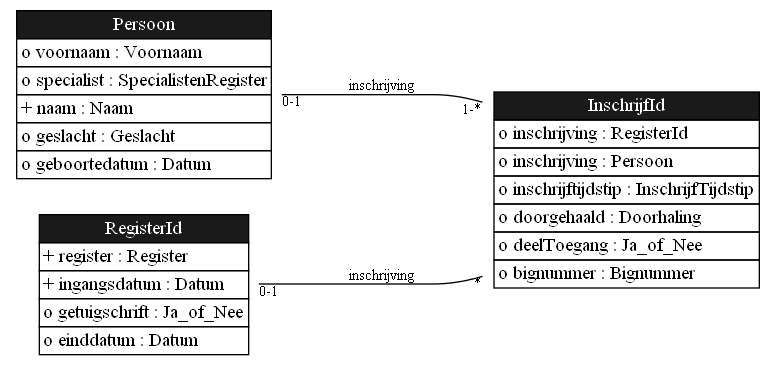 Persoon
o voornaam : Voornaam
o specialist : SpecialistenRegister
+ naam : Naam
o geslacht : Geslacht
o geboortedatum : Datum
inschrijving
0-1
1-*
InschrijfId
o inschrijving : RegisterId
o inschrijving : Persoon
o inschrijftijdstip : InschrijfTijdstip
o doorgehaald : Doorhaling
o deelToegang : Ja_of_Nee
o bignummer : Bignummer
RegisterId
+ register : Register
+ ingangsdatum : Datum
o getuigschrift : Ja_of_Nee
o einddatum : Datum
inschrijving
0-1
*